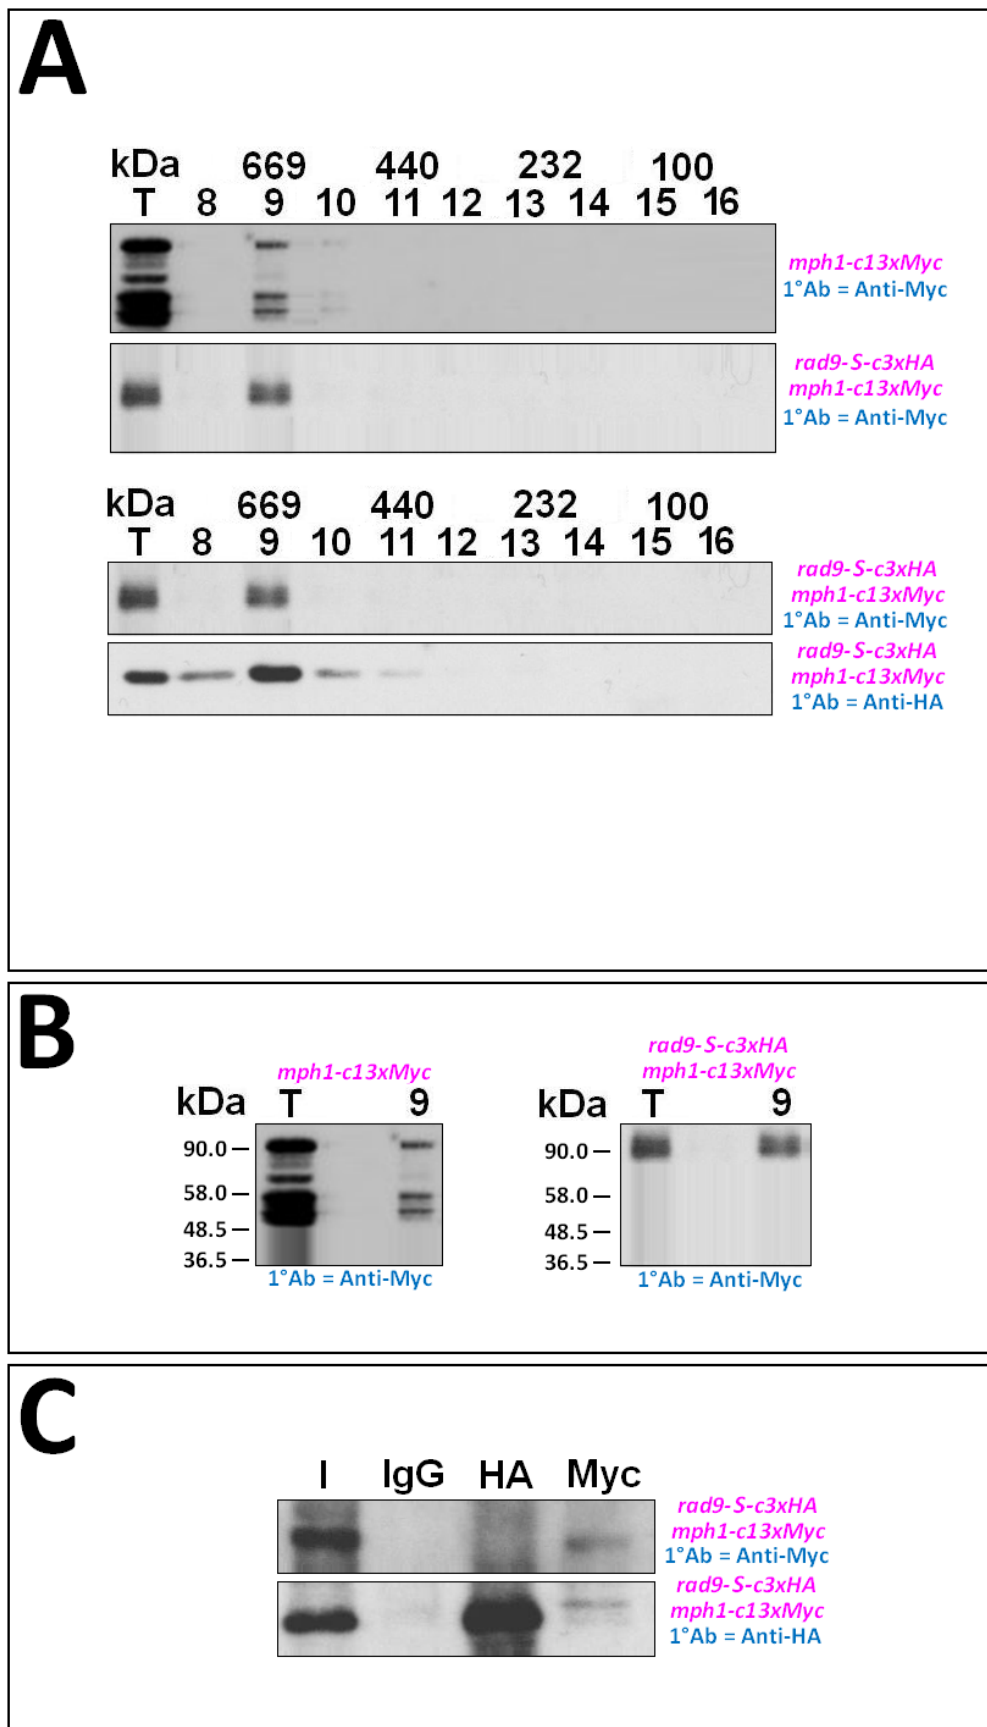 A
kDa 669 440 232 100
T 8 9 10 11 12 13 14 15 16
mph1-c13xMyc
1°Ab = Anti-Myc
rad9-S-c3xHA
mph1-c13xMyc
1°Ab = Anti-Myc
kDa 669 440 232 100
T 8 9 10 11 12 13 14 15 16
rad9-S-c3xHA
mph1-c13xMyc
1°Ab = Anti-Myc
rad9-S-c3xHA
mph1-c13xMyc
1°Ab = Anti-HA
B
mph1-c13xMyc
kDa T 9
90.0
58.0
48.5
36.5
1°Ab = Anti-Myc
rad9-S-c3xHA
mph1-c13xMyc
kDa T 9
90.0
58.0
48.5
36.5
1°Ab = Anti-Myc
C
I IgG HA Myc
rad9-S-c3xHA
mph1-c13xMyc
1°Ab = Anti-Myc
rad9-S-c3xHA
mph1-c13xMyc
1°Ab = Anti-HA